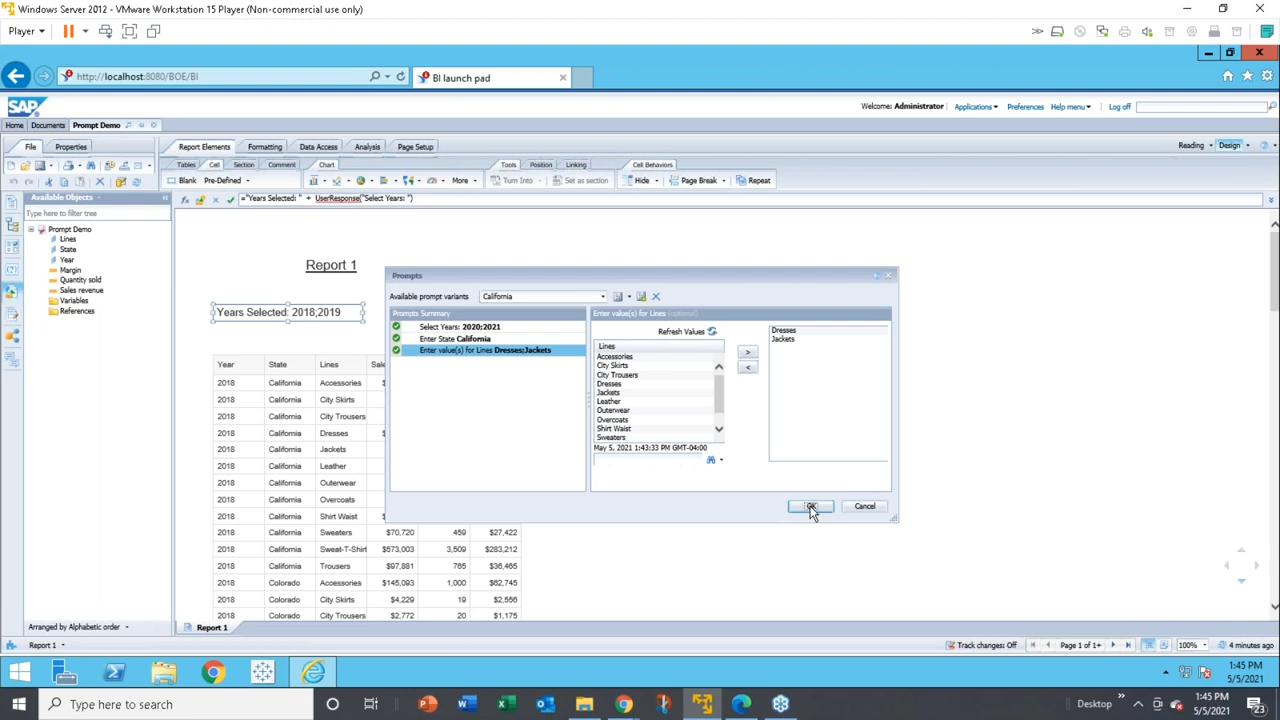 Windows Server 2012 - VMware Workstation 15 Player (Non-commercial use only)
Player
http://localhost:8080/BOE/BI
BI launch pad
SAP
Welcome: Administrator
Applications
Preferences
Help menu
Log off
Home
Documents
Prompt Demo
File
Properties
Report Elements
Formatting
Data Access
Analysis
Page Setup
Reading
Design
Tables
Cell
Section
Comment
Chart
Tools
Position
Linking
Cell Behaviors
Blank
Pre-Defined
More
Turn Into
Set as section
Hide
Page Break
Repeat
Available Objects
="Years Selected: " + UserResponse("Select Years: ")
Type here to filter tree
Prompt Demo
Lines
State
Year
Margin
Quantity sold
Sales revenue
Variables
References
Report 1
Years Selected: 2018;2019
Year State Lines Sale
2018 California Accessories $
2018 California City Skirts
2018 California City Trousers
2018 California Dresses $
2018 California Jackets
2018 California Leather
2018 California Outerwear
2018 California Overcoats
2018 California Shirt Waist
2018 California Sweaters $70,720 459 $27,422
2018 California Sweat-T-Shirt $573,003 3,509 $283,212
2018 California Trousers $97,881 765 $36,465
2018 Colorado Accessories $145,093 1,000 $62,745
2018 Colorado City Skirts $4,229 19 $2,556
2018 Colorado City Trousers $2,772 20 $1,175
Prompts
Available prompt variants
California
Prompts Summary
Select Years: 2020;2021
Enter State California
Enter value(s) for Lines Dresses;Jackets
Enter value(s) for Lines (optional)
Refresh Values
Lines
Accessories
City Skirts
City Trousers
Dresses
Jackets
Leather
Outerwear
Overcoats
Shirt Waist
Sweaters
May 5, 2021 1:43:33 PM GMT-04:00
Dresses
Jackets
OK
Cancel
Arranged by Alphabetic order
Report 1
Report 1
Track changes: Off
Page 1 of 1+
100%
4 minutes ago
1:45 PM
5/5/2021
Type here to search
Desktop
1:45 PM
5/5/2021
23